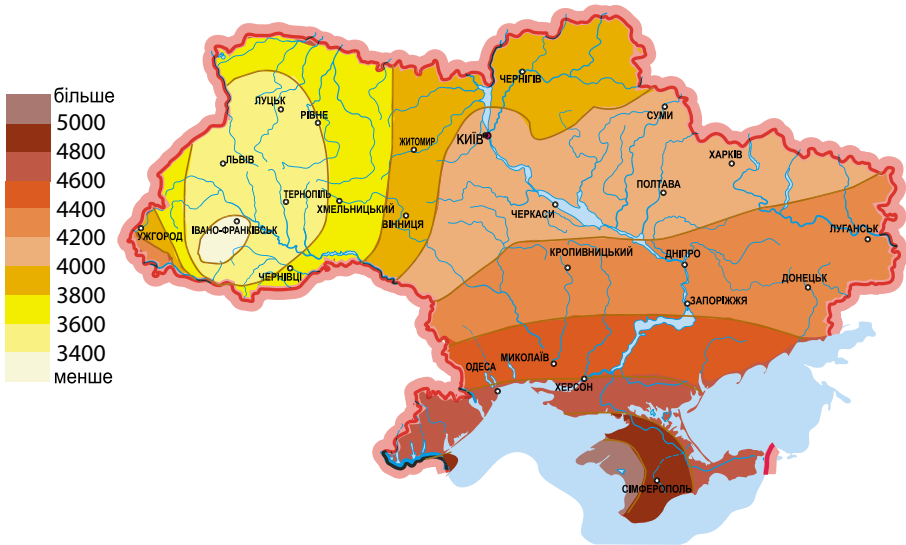 більше
5000
4800
4600
4400
4200
4000
3800
3600
3400
менше
ЧЕРНІГІВ
ЛУЦЬК
РІВНЕ
СУМИ
ЖИТОМИР
КИЇВ
ЛЬВІВ
ХАРКІВ
ТЕРНОПІЛЬ
ПОЛТАВА
ХМЕЛЬНИЦЬКИЙ
ЧЕРКАСИ
ВІННИЦЯ
ІВАНО-ФРАНКІВСЬК
УЖГОРОД
ЛУГАНСЬК
КРОПИВНИЦЬКИЙ
ДНІПРО
ЧЕРНІВЦІ
ДОНЕЦЬК
ЗАПОРІЖЖЯ
МИКОЛАЇВ
ОДЕСА
ХЕРСОН
СІМФЕРОПОЛЬ